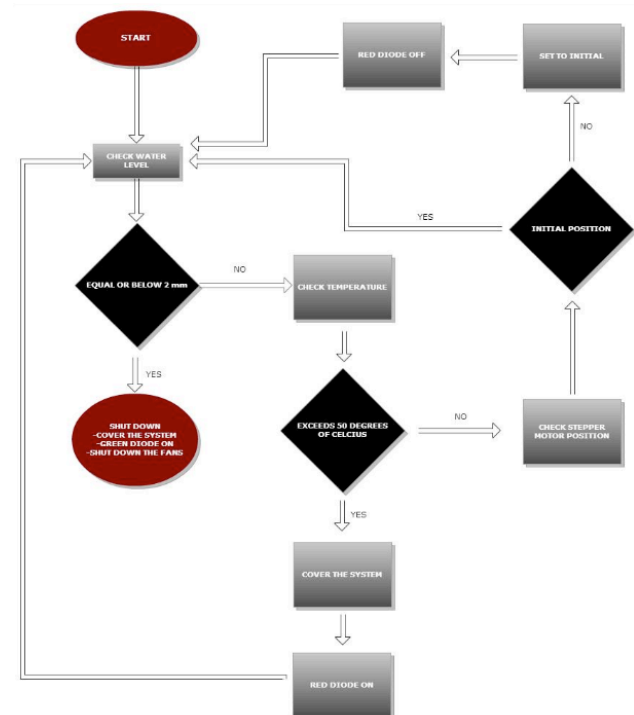 START
RED DIODE OFF
SET TO INITIAL
NO
CHECK WATER
LEVEL
YES
INITIAL POSITION
EQUAL OR BELOW 2 mm
NO
CHECK TEMPERATURE
YES
SHUT DOWN
-COVER THE SYSTEM
-GREEN DIODE ON
-SHUT DOWN THE FANS
EXCEEDS 50 DEGREES
OF CELCIUS
NO
CHECK STEPPER
MOTOR POSITION
YES
COVER THE SYSTEM
RED DIODE ON